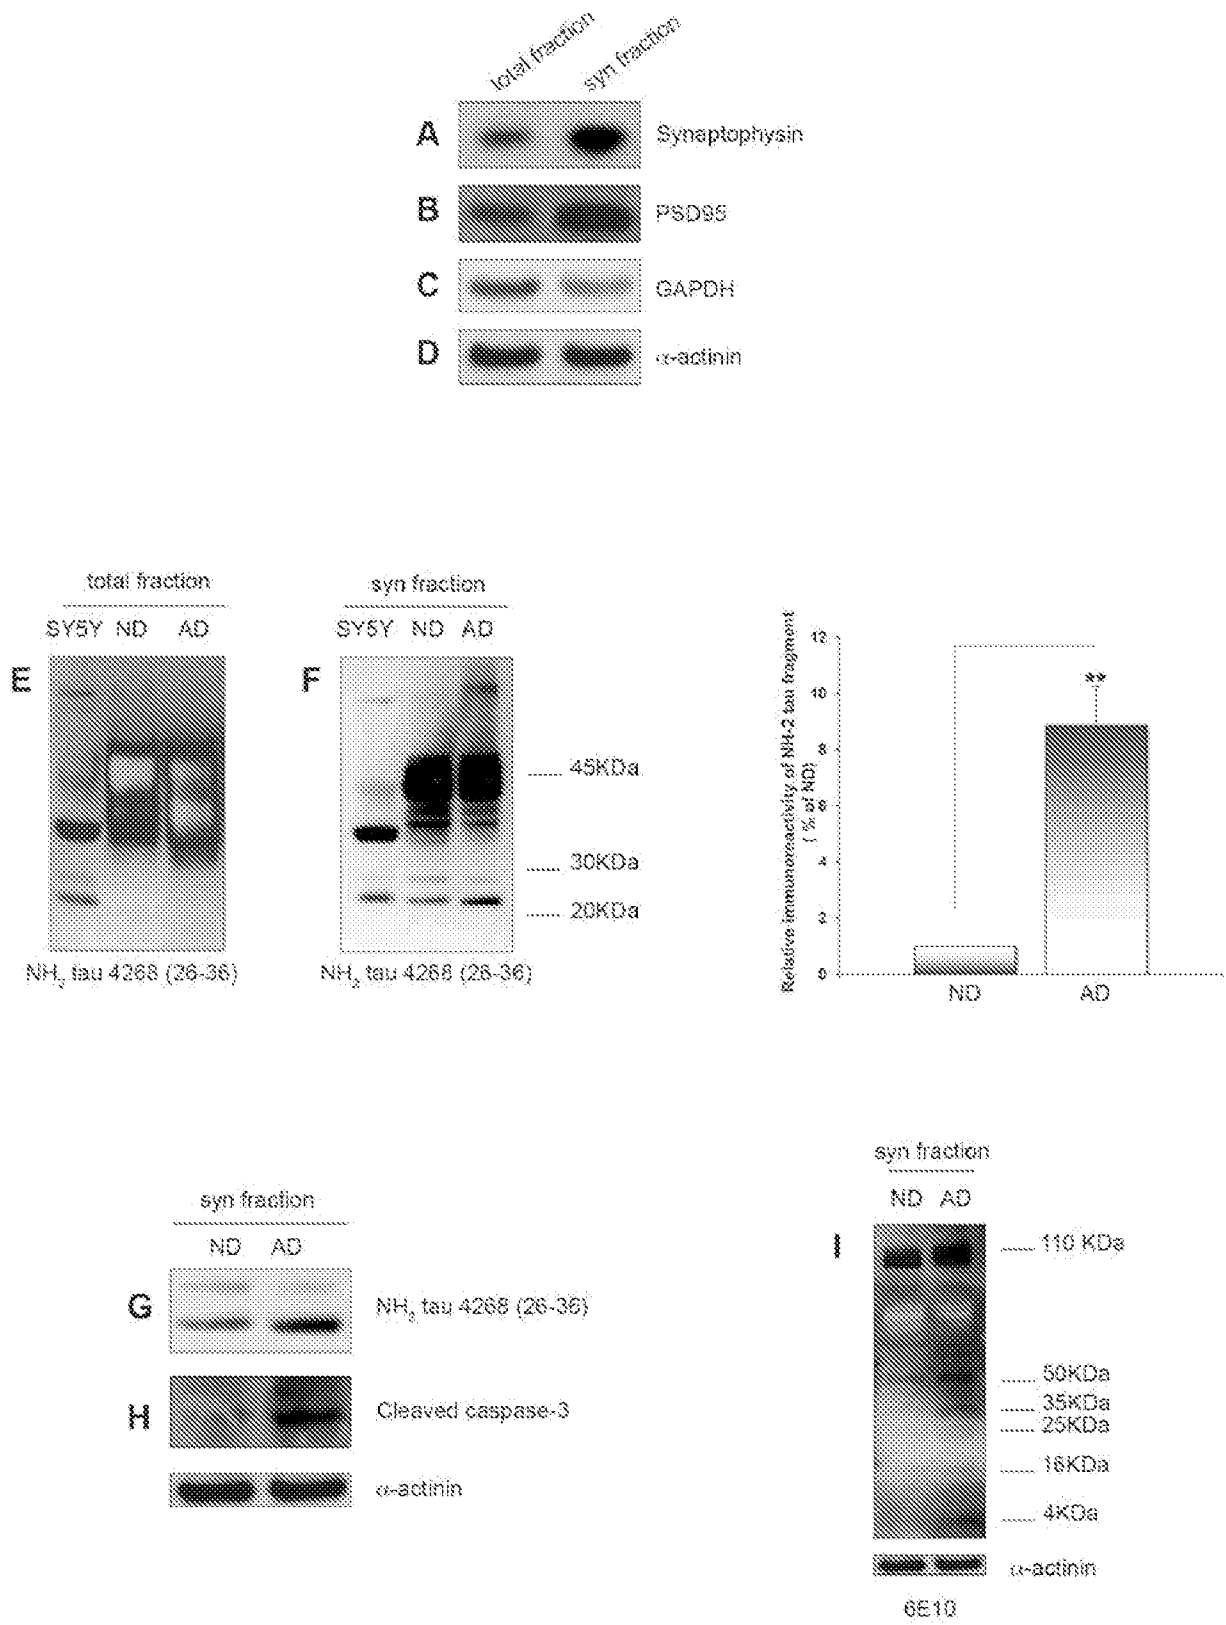 total fraction
syn fraction
A
Synaptophysin
B
PSD95
C
GAPDH
D
α-actinin
total fraction
SY5Y ND AD
E
NH₂ tau 4268 (26-36)
syn fraction
SY5Y ND AD
F
45KDa
30KDa
20KDa
NH₂ tau 4268 (26-36)
Relative immunoreactivity of NH-2 tau fragment
( % of ND)
12
10
8
6
4
2
0
**
ND
AD
syn fraction
ND AD
G
NH₂ tau 4268 (26-36)
H
Cleaved caspase-3
α-actinin
syn fraction
ND AD
I
110 KDa
50KDa
35KDa
25KDa
16KDa
4KDa
α-actinin
6E10